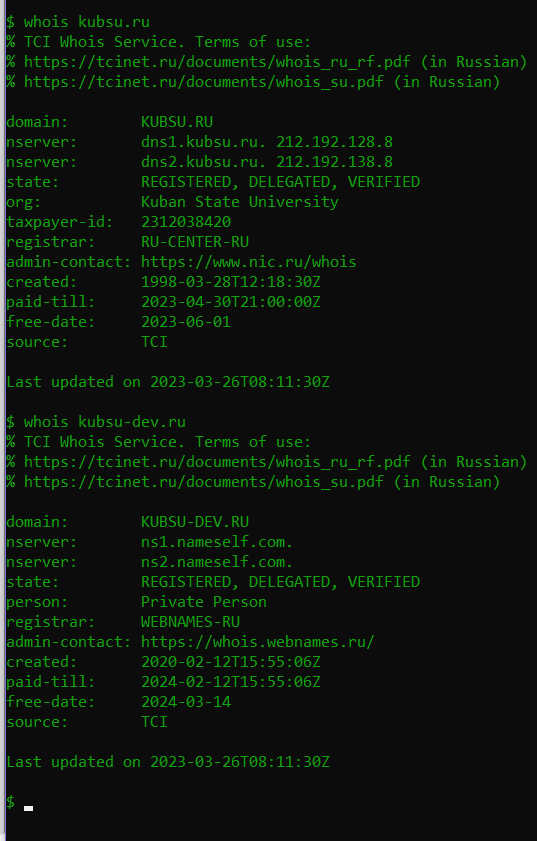 $ whois kubsu.ru
% TCI Whois Service. Terms of use:
% https://tcinet.ru/documents/whois_ru_rf.pdf (in Russian)
% https://tcinet.ru/documents/whois_su.pdf (in Russian)
domain: KUBSU.RU
nserver: dns1.kubsu.ru. 212.192.128.8
nserver: dns2.kubsu.ru. 212.192.138.8
state: REGISTERED, DELEGATED, VERIFIED
org: Kuban State University
taxpayer-id: 2312038420
registrar: RU-CENTER-RU
admin-contact: https://www.nic.ru/whois
created: 1998-03-28T12:18:30Z
paid-till: 2023-04-30T21:00:00Z
free-date: 2023-06-01
source: TCI
Last updated on 2023-03-26T08:11:30Z
$ whois kubsu-dev.ru
% TCI Whois Service. Terms of use:
% https://tcinet.ru/documents/whois_ru_rf.pdf (in Russian)
% https://tcinet.ru/documents/whois_su.pdf (in Russian)
domain: KUBSU-DEV.RU
nserver: ns1.nameself.com.
nserver: ns2.nameself.com.
state: REGISTERED, DELEGATED, VERIFIED
person: Private Person
registrar: WEBNAMES-RU
admin-contact: https://whois.webnames.ru/
created: 2020-02-12T15:55:06Z
paid-till: 2024-02-12T15:55:06Z
free-date: 2024-03-14
source: TCI
Last updated on 2023-03-26T08:11:30Z
$